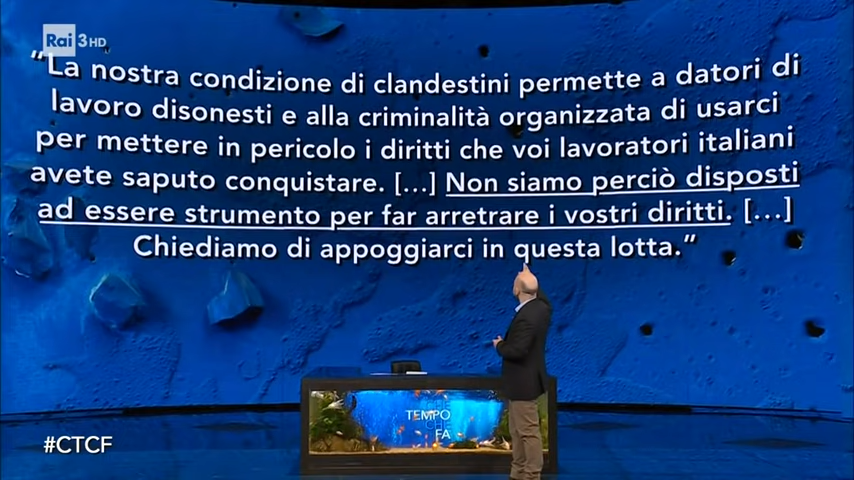 Rai 3HD
“La nostra condizione di clandestini permette a datori di
lavoro disonesti e alla criminalità organizzata di usarci
per mettere in pericolo i diritti che voi lavoratori italiani
avete saputo conquistare. […] Non siamo perciò disposti
ad essere strumento per far arretrare i vostri diritti. […]
Chiediamo di appoggiarci in questa lotta.”
CHE
TEMPO
CHE
FA
#CTCF